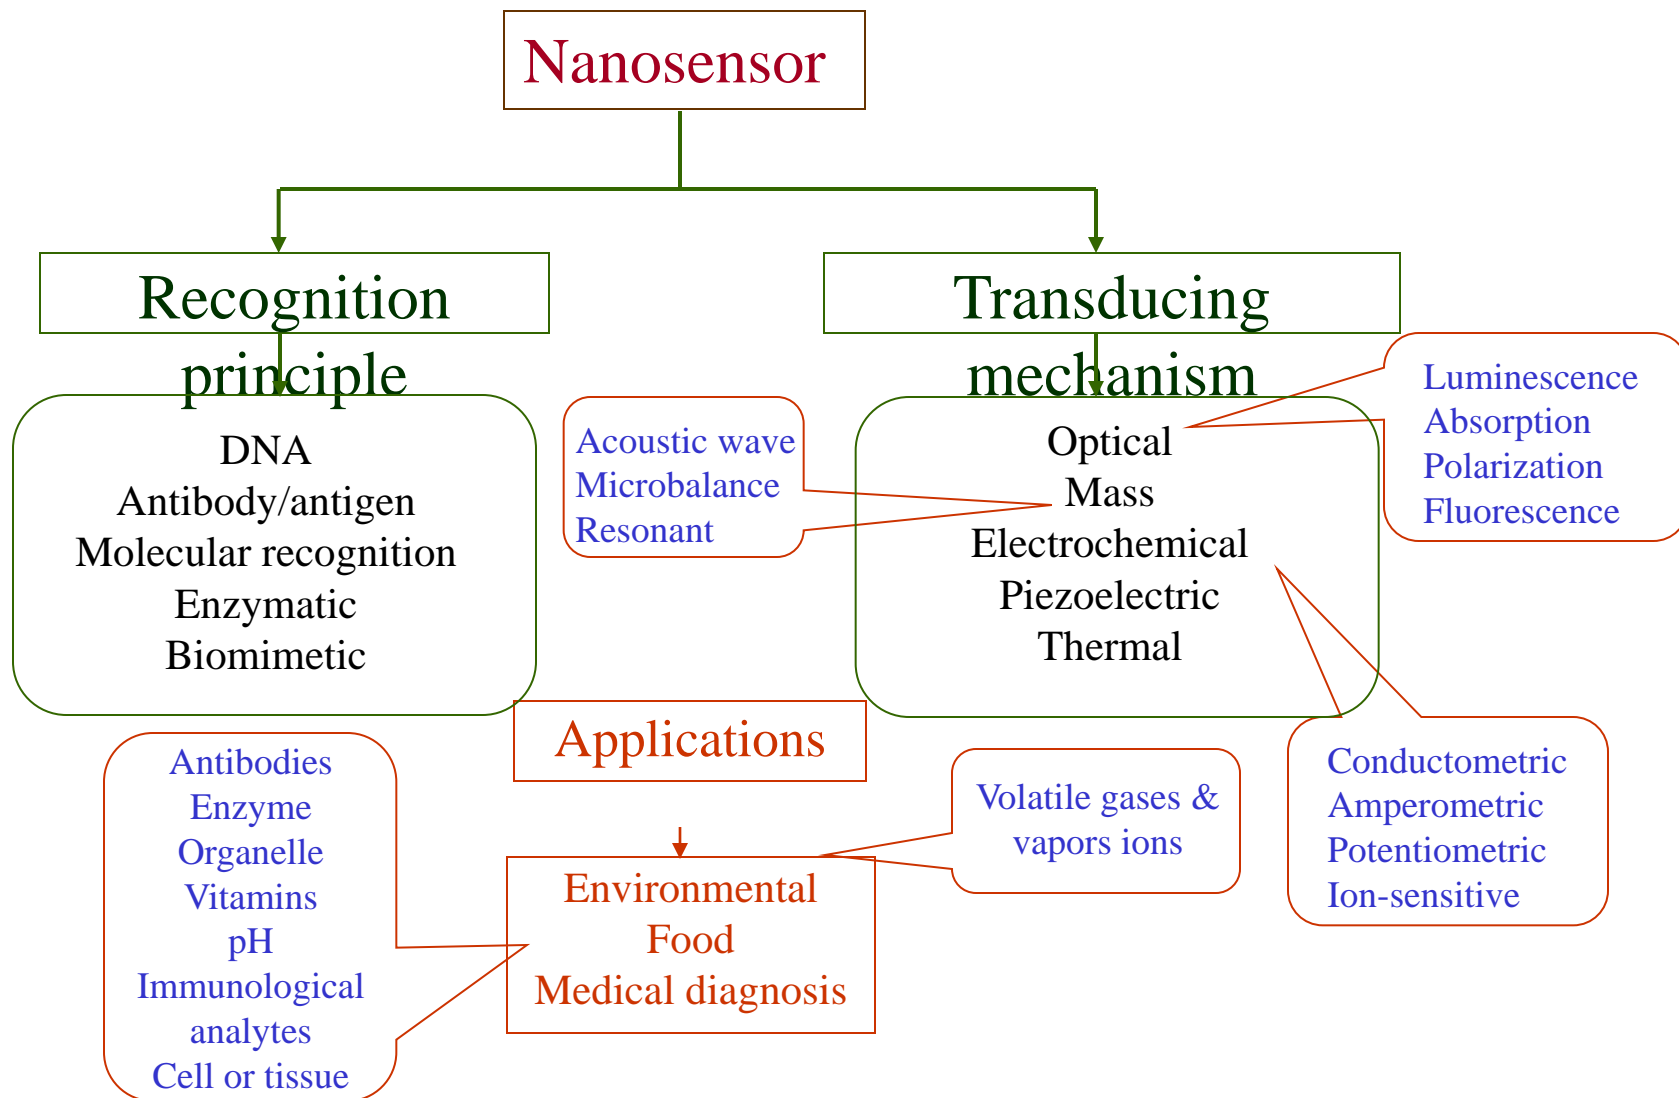 Nanosensor
Recognition
principle
Transducing
mechanism
DNA
Antibody/antigen
Molecular recognition
Enzymatic
Biomimetic
Acoustic wave
Microbalance
Resonant
Optical
Mass
Electrochemical
Piezoelectric
Thermal
Luminescence
Absorption
Polarization
Fluorescence
Applications
Antibodies
Enzyme
Organelle
Vitamins
pH
Immunological
analytes
Cell or tissue
Environmental
Food
Medical diagnosis
Volatile gases &
vapors ions
Conductometric
Amperometric
Potentiometric
Ion-sensitive